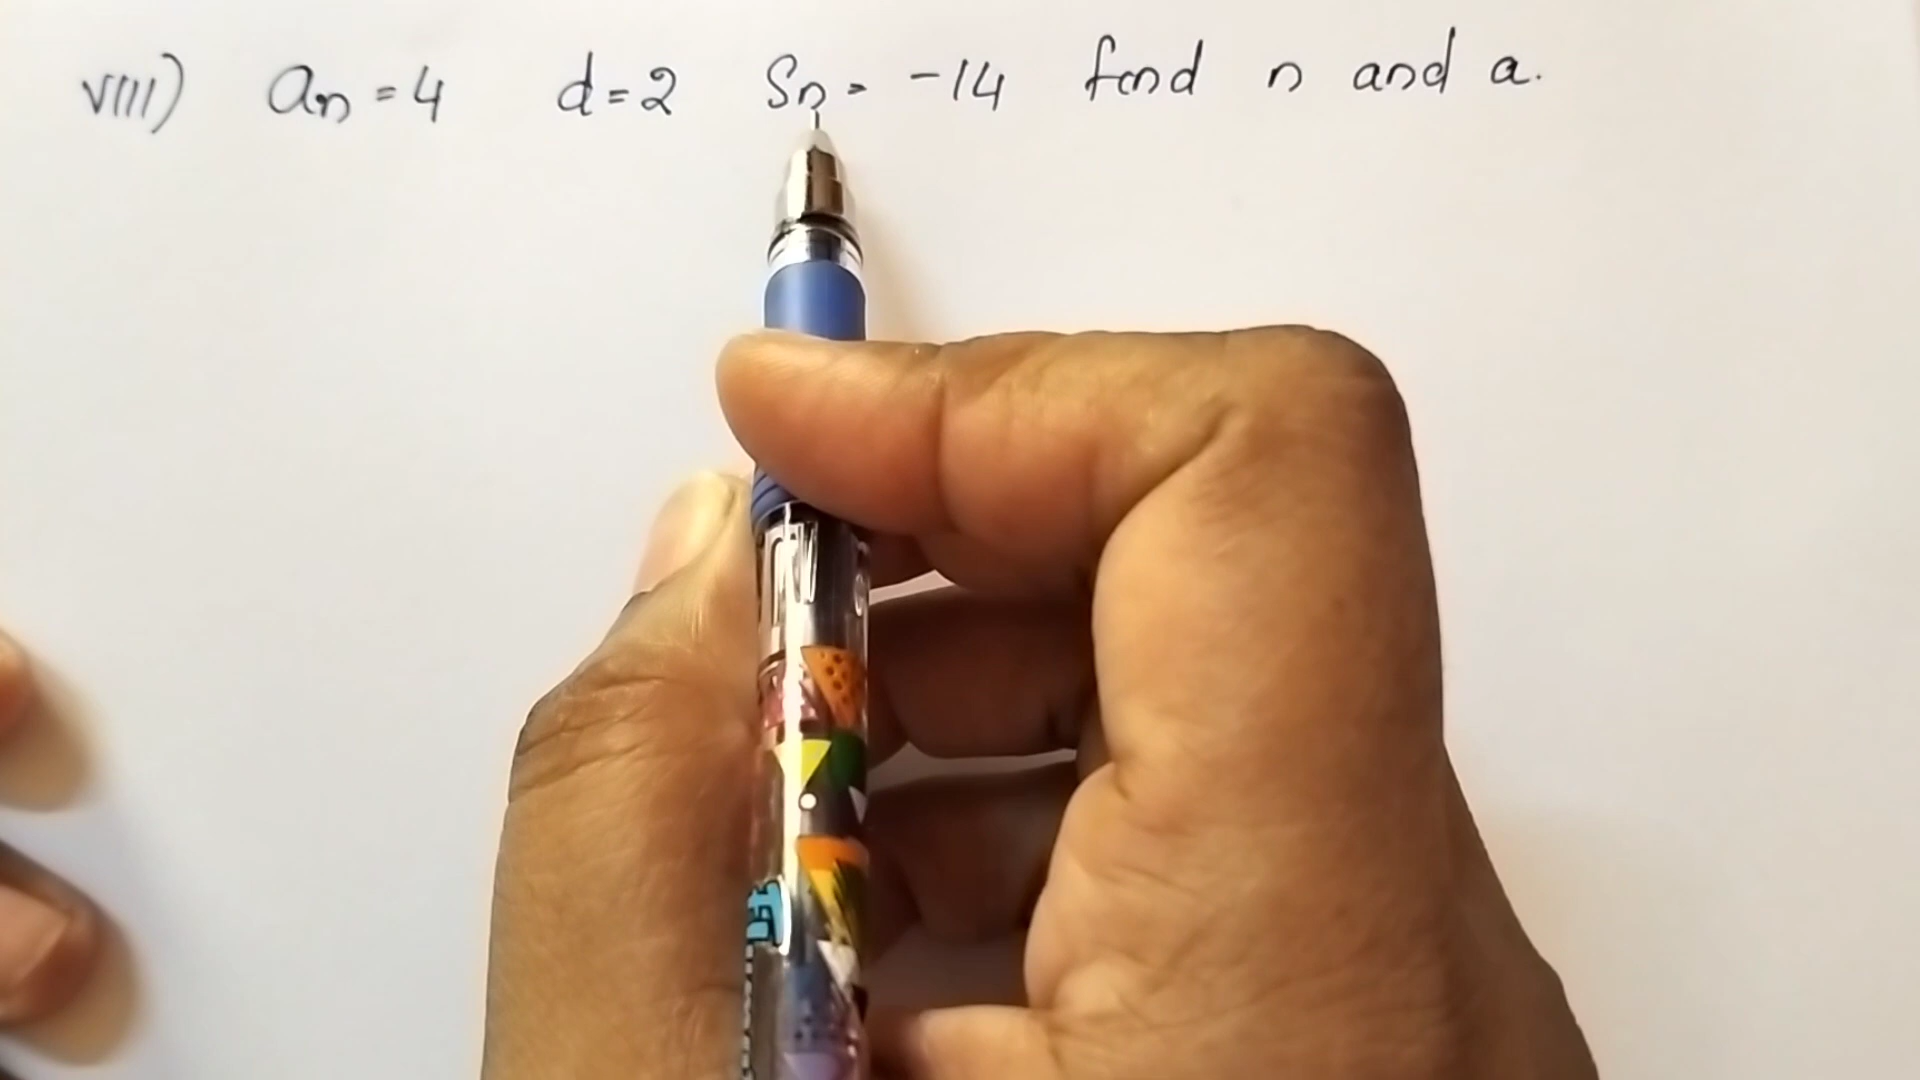 viii) an = 4 d = 2 Sn = -14 find n and a.